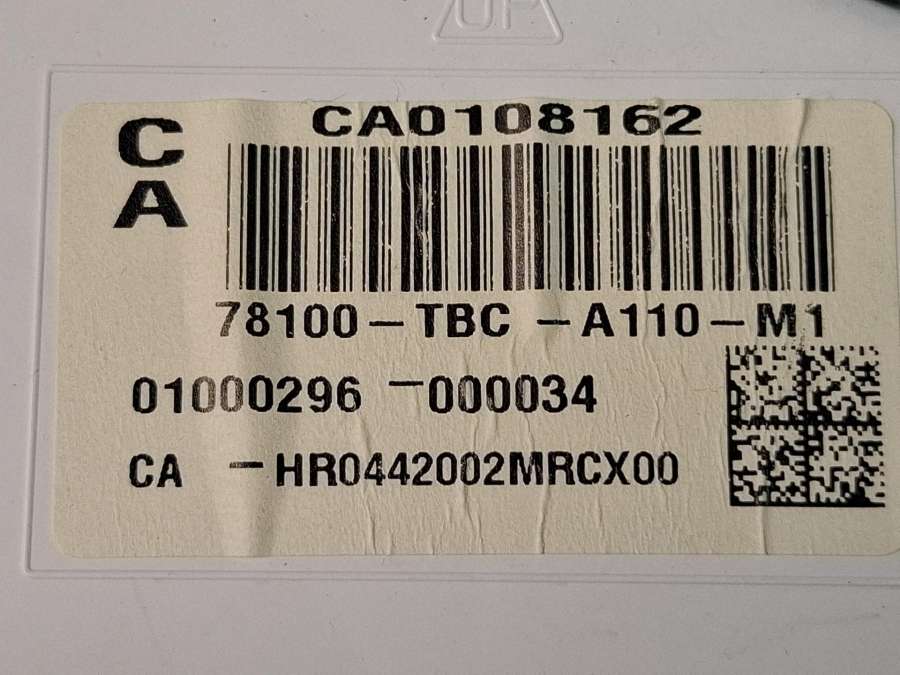 UP
CA0108162
C
A
78100-TBC -A110-M1
01000296 -000034
CA -HR0442002MRCX00